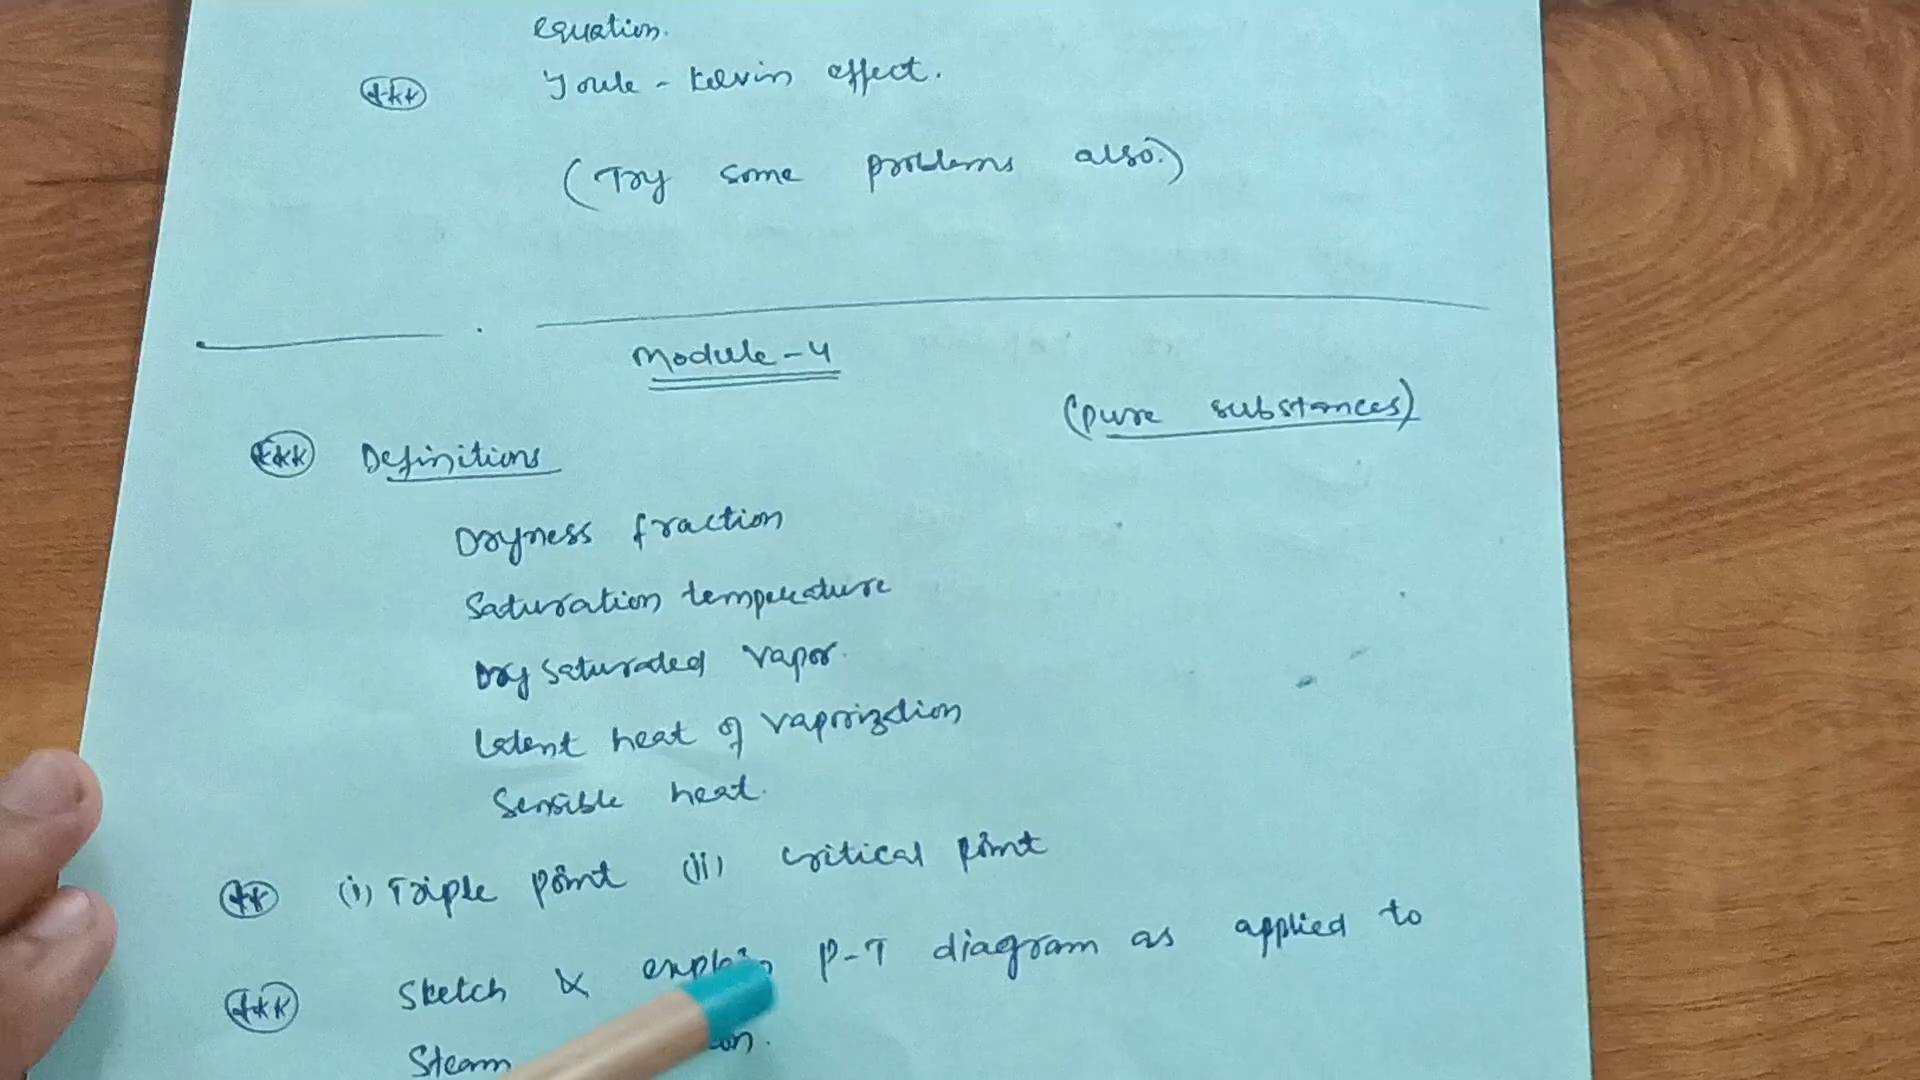 equation.
*** Joule - Kelvin effect.
(Try some problems also.)
Module-4
(pure substances)
*** Definitions
Dryness fraction
Saturation temperature
Dry saturated vapor.
Latent heat of vaporization
Sensible heat.
** (i) Triple point (ii) critical point
*** Sketch & explain P-T diagram as applied to
Steam